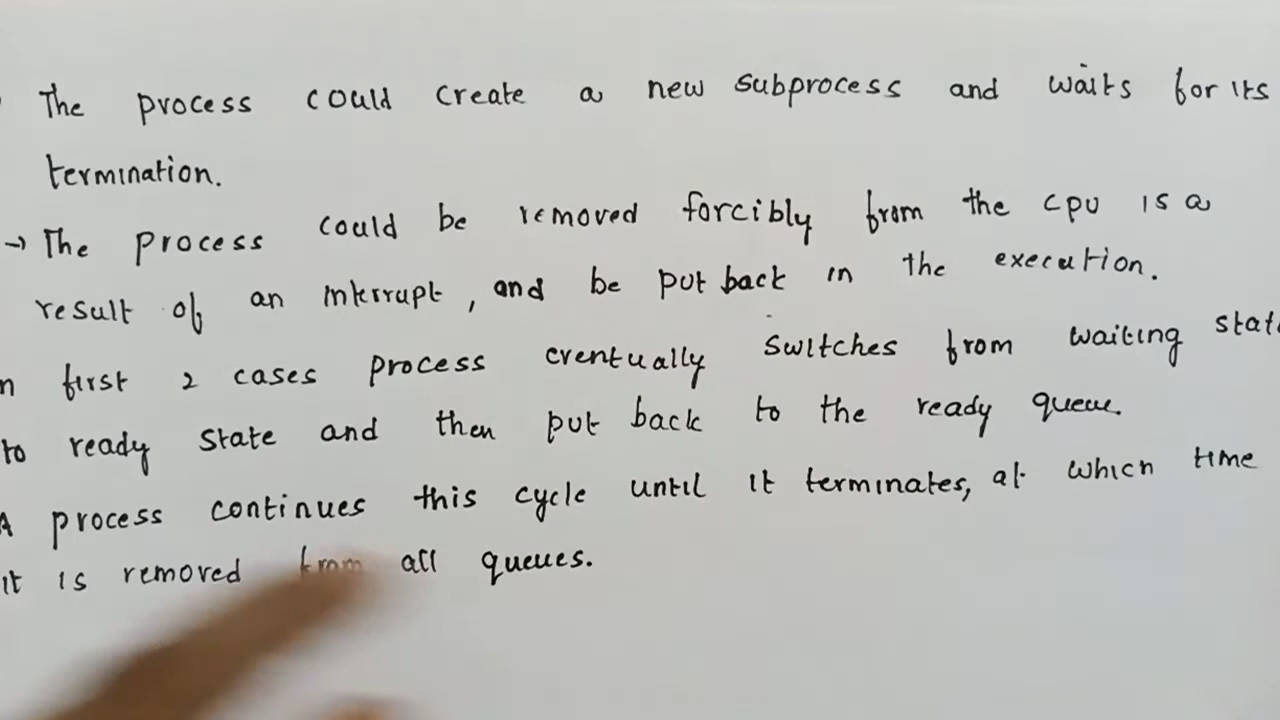 The process could create a new subprocess and waits for its
termination.
→ The process could be removed forcibly from the cpu is a
result of an interrupt, and be put back in the execution.
n first 2 cases process eventually switches from waiting state
to ready state and then put back to the ready queue.
A process continues this cycle until it terminates, at which time
it is removed from all queues.